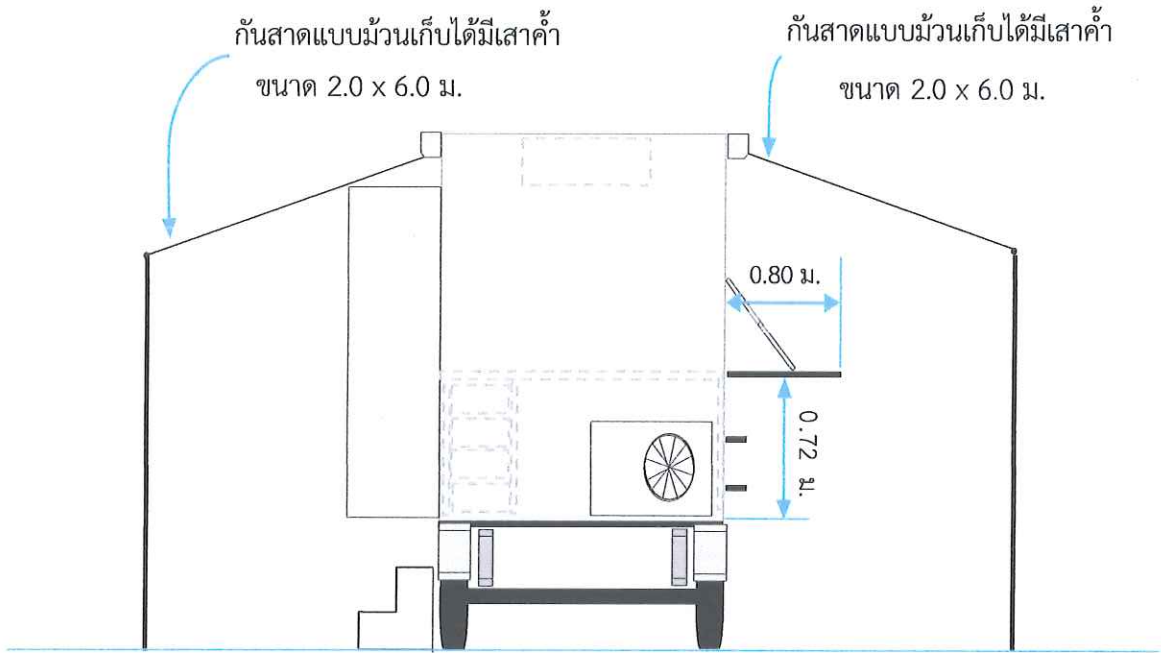 กันสาดแบบม้วนเก็บได้มีเสาค้ำ
ขนาด 2.0 x 6.0 ม.
กันสาดแบบม้วนเก็บได้มีเสาค้ำ
ขนาด 2.0 x 6.0 ม.
0.80 ม.
0.72 ม.